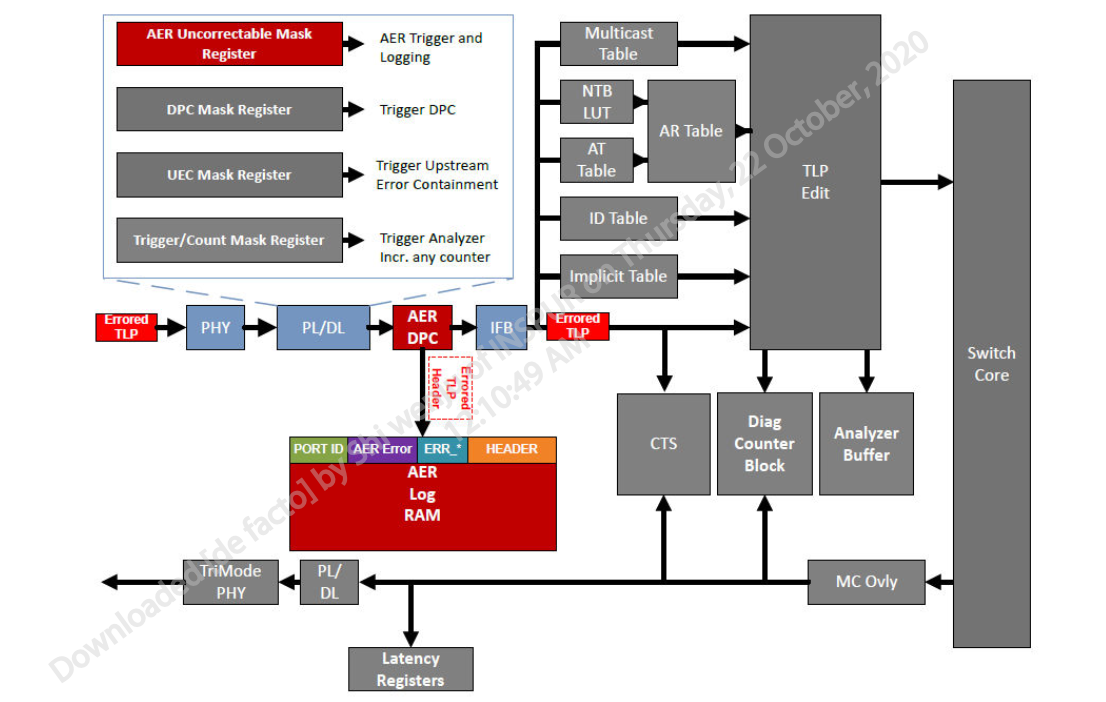 AER Uncorrectable Mask
Register
AER Trigger and
Logging
DPC Mask Register
Trigger DPC
UEC Mask Register
Trigger Upstream
Error Containment
Trigger/Count Mask Register
Trigger Analyzer
Incr. any counter
Multicast
Table
NTB
LUT
AR Table
AT
Table
ID Table
Implicit Table
TLP
Edit
Switch
Core
Errored
TLP
PHY
PL/DL
AER
DPC
IFB
Errored
TLP
Errored
TLP
Header
CTS
Diag
Counter
Block
Analyzer
Buffer
PORT ID
AER Error
ERR_*
HEADER
AER
Log
RAM
TriMode
PHY
PL/
DL
MC Ovly
Latency
Registers
Downloaded [de facto] by Shi of INSPUR on Thursday, 22 October, 2020
12:10:49 AM